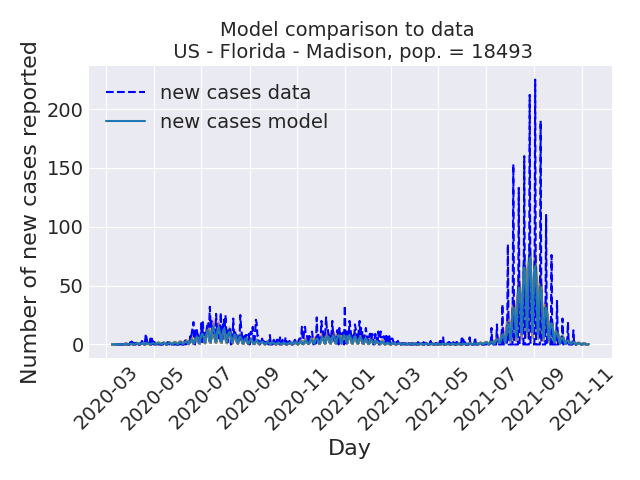 Model comparison to data
US - Florida - Madison, pop. = 18493
Number of new cases reported
new cases data
new cases model
200
150
100
50
0
2020-03
2020-05
2020-07
2020-09
2020-11
2021-01
2021-03
2021-05
2021-07
2021-09
2021-11
Day